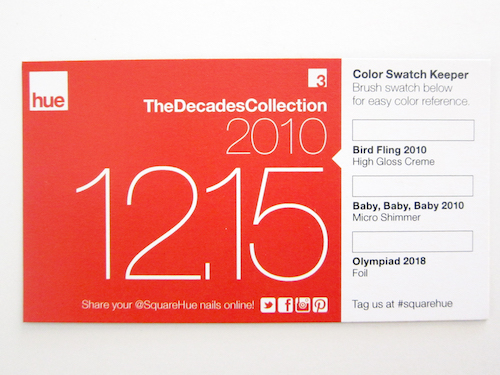 hue
3
TheDecadesCollection
2010
12.15
Share your @SquareHue nails online!
Color Swatch Keeper
Brush swatch below
for easy color reference.
Bird Fling 2010
High Gloss Creme
Baby, Baby, Baby 2010
Micro Shimmer
Olympiad 2018
Foil
Tag us at #squarehue